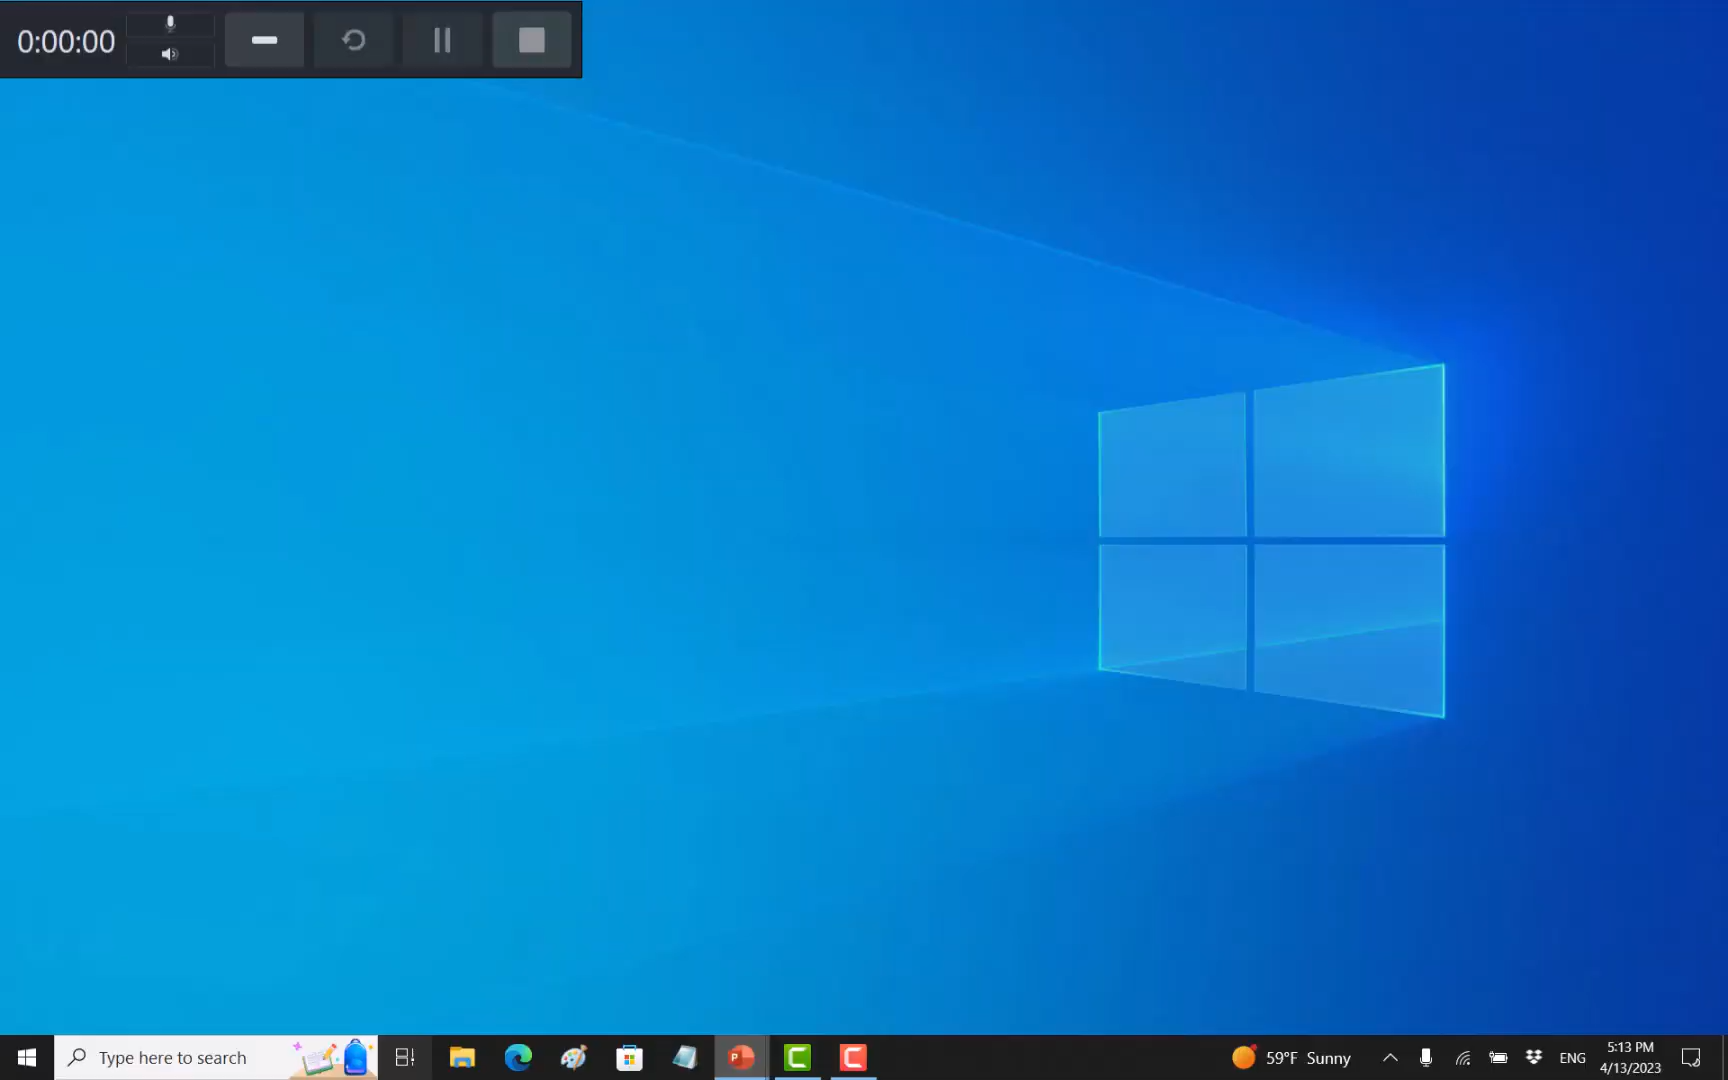 0:00:00
Type here to search
59°F Sunny
ENG
5:13 PM
4/13/2023